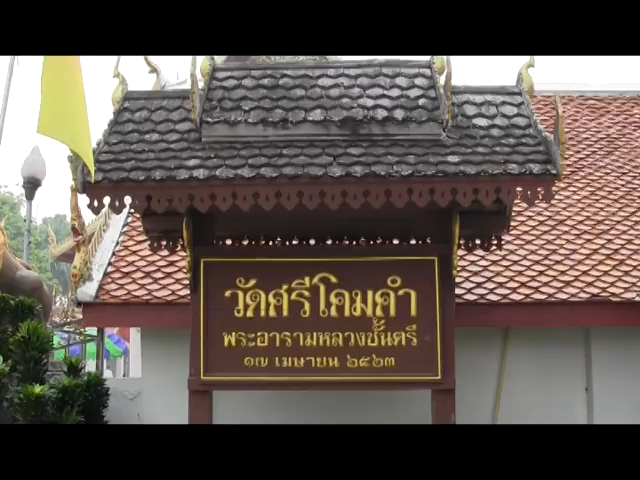 วัดศรีโคมคำ
พระอารามหลวงชั้นตรี
๑๗ เมษายน ๒๕๒๓